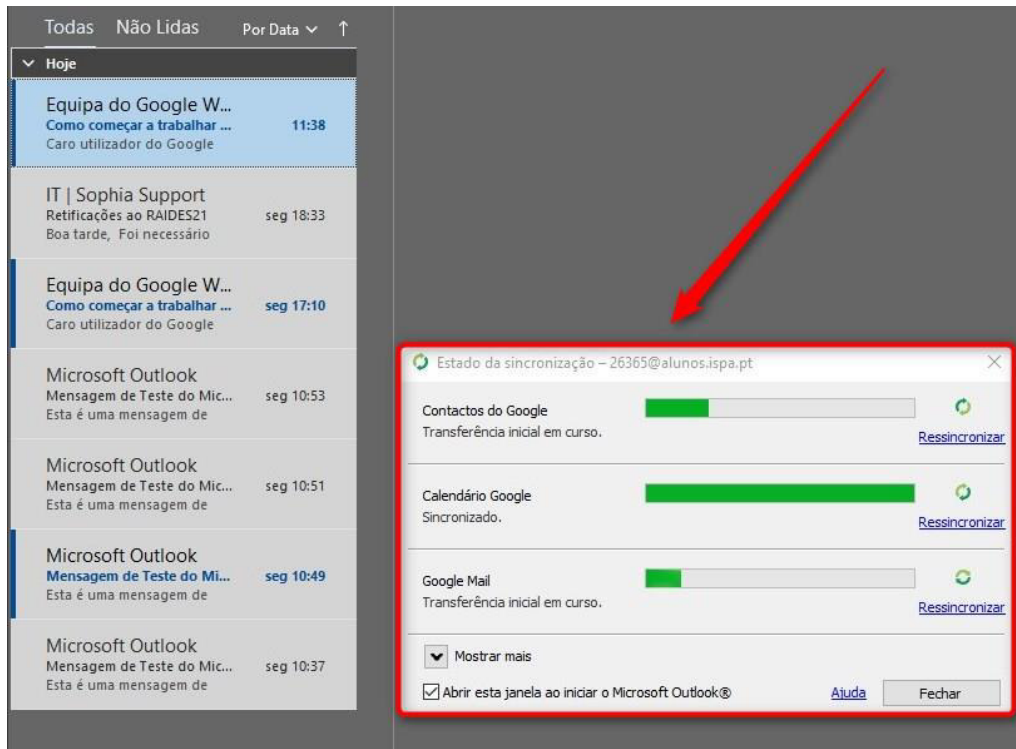 Todas Não Lidas Por Data
Hoje
Equipa do Google W...
Como começar a trabalhar ... 11:38
Caro utilizador do Google
IT | Sophia Support
Retificações ao RAIDES21 seg 18:33
Boa tarde, Foi necessário
Equipa do Google W...
Como começar a trabalhar ... seg 17:10
Caro utilizador do Google
Microsoft Outlook
Mensagem de Teste do Mic... seg 10:53
Esta é uma mensagem de
Microsoft Outlook
Mensagem de Teste do Mic... seg 10:51
Esta é uma mensagem de
Microsoft Outlook
Mensagem de Teste do Mi... seg 10:49
Esta é uma mensagem de
Microsoft Outlook
Mensagem de Teste do Mic... seg 10:37
Esta é uma mensagem de
Estado da sincronização – 26365@alunos.ispa.pt
Contactos do Google
Transferência inicial em curso.
Ressincronizar
Calendário Google
Sincronizado.
Ressincronizar
Google Mail
Transferência inicial em curso.
Ressincronizar
Mostrar mais
Abrir esta janela ao iniciar o Microsoft Outlook® Ajuda Fechar